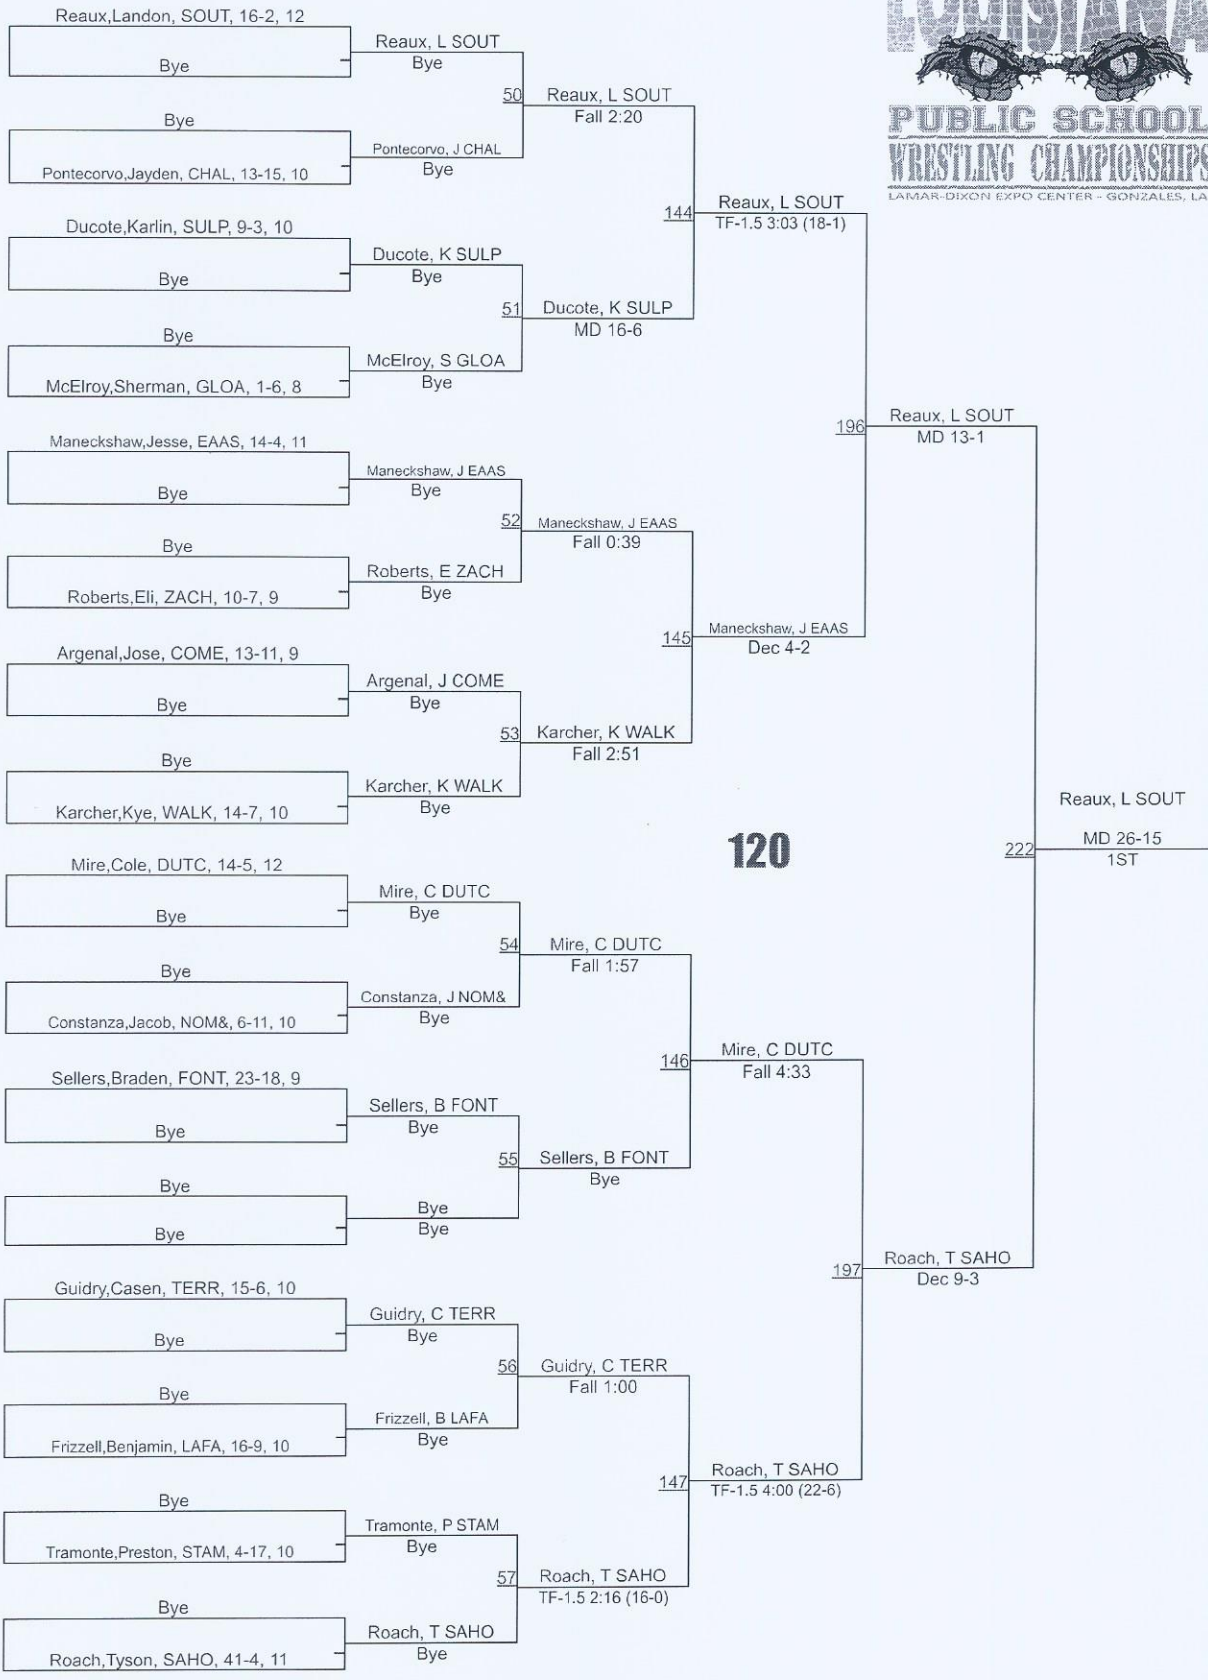 LOUISIANA
PUBLIC SCHOOL
WRESTLING CHAMPIONSHIPS
LAMAR-DIXON EXPO CENTER - GONZALES, LA
Reaux,Landon, SOUT, 16-2, 12
Bye
Bye
Pontecorvo,Jayden, CHAL, 13-15, 10
Ducote,Karlin, SULP, 9-3, 10
Bye
Bye
McElroy,Sherman, GLOA, 1-6, 8
Maneckshaw,Jesse, EAAS, 14-4, 11
Bye
Bye
Roberts,Eli, ZACH, 10-7, 9
Argenal,Jose, COME, 13-11, 9
Bye
Bye
Karcher,Kye, WALK, 14-7, 10
Mire,Cole, DUTC, 14-5, 12
Bye
Bye
Constanza,Jacob, NOM&, 6-11, 10
Sellers,Braden, FONT, 23-18, 9
Bye
Bye
Bye
Guidry,Casen, TERR, 15-6, 10
Bye
Bye
Frizzell,Benjamin, LAFA, 16-9, 10
Bye
Tramonte,Preston, STAM, 4-17, 10
Bye
Roach,Tyson, SAHO, 41-4, 11
Reaux, L SOUT
Bye
50
Pontecorvo, J CHAL
Bye
Ducote, K SULP
Bye
51
McElroy, S GLOA
Bye
Maneckshaw, J EAAS
Bye
52
Roberts, E ZACH
Bye
Argenal, J COME
Bye
53
Karcher, K WALK
Bye
Mire, C DUTC
Bye
54
Constanza, J NOM&
Bye
Sellers, B FONT
Bye
55
Bye
Bye
Guidry, C TERR
Bye
56
Frizzell, B LAFA
Bye
Tramonte, P STAM
Bye
57
Roach, T SAHO
Bye
Reaux, L SOUT
Fall 2:20
144
Ducote, K SULP
MD 16-6
Maneckshaw, J EAAS
Fall 0:39
145
Karcher, K WALK
Fall 2:51
Mire, C DUTC
Fall 1:57
146
Sellers, B FONT
Bye
Guidry, C TERR
Fall 1:00
147
Roach, T SAHO
TF-1.5 2:16 (16-0)
Reaux, L SOUT
TF-1.5 3:03 (18-1)
196
Maneckshaw, J EAAS
Dec 4-2
120
Mire, C DUTC
Fall 4:33
197
Roach, T SAHO
TF-1.5 4:00 (22-6)
Reaux, L SOUT
MD 13-1
222
Roach, T SAHO
Dec 9-3
Reaux, L SOUT
MD 26-15
1ST